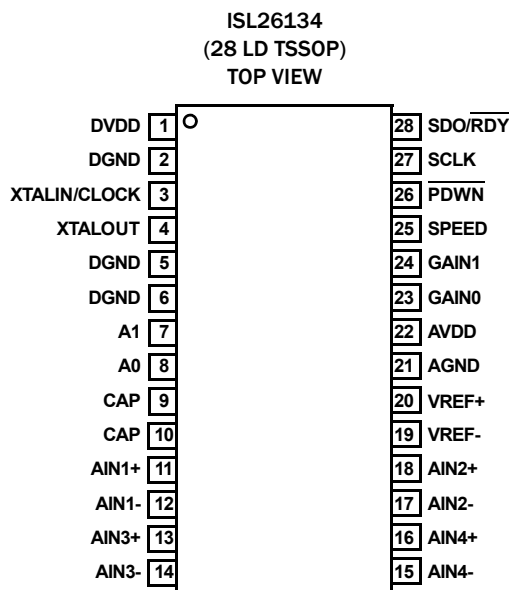 ISL26134
(28 LD TSSOP)
TOP VIEW
DVDD 1 28 SDO/RDY
DGND 2 27 SCLK
XTALIN/CLOCK 3 26 PDWN
XTALOUT 4 25 SPEED
DGND 5 24 GAIN1
DGND 6 23 GAIN0
A1 7 22 AVDD
A0 8 21 AGND
CAP 9 20 VREF+
CAP 10 19 VREF-
AIN1+ 11 18 AIN2+
AIN1- 12 17 AIN2-
AIN3+ 13 16 AIN4+
AIN3- 14 15 AIN4-